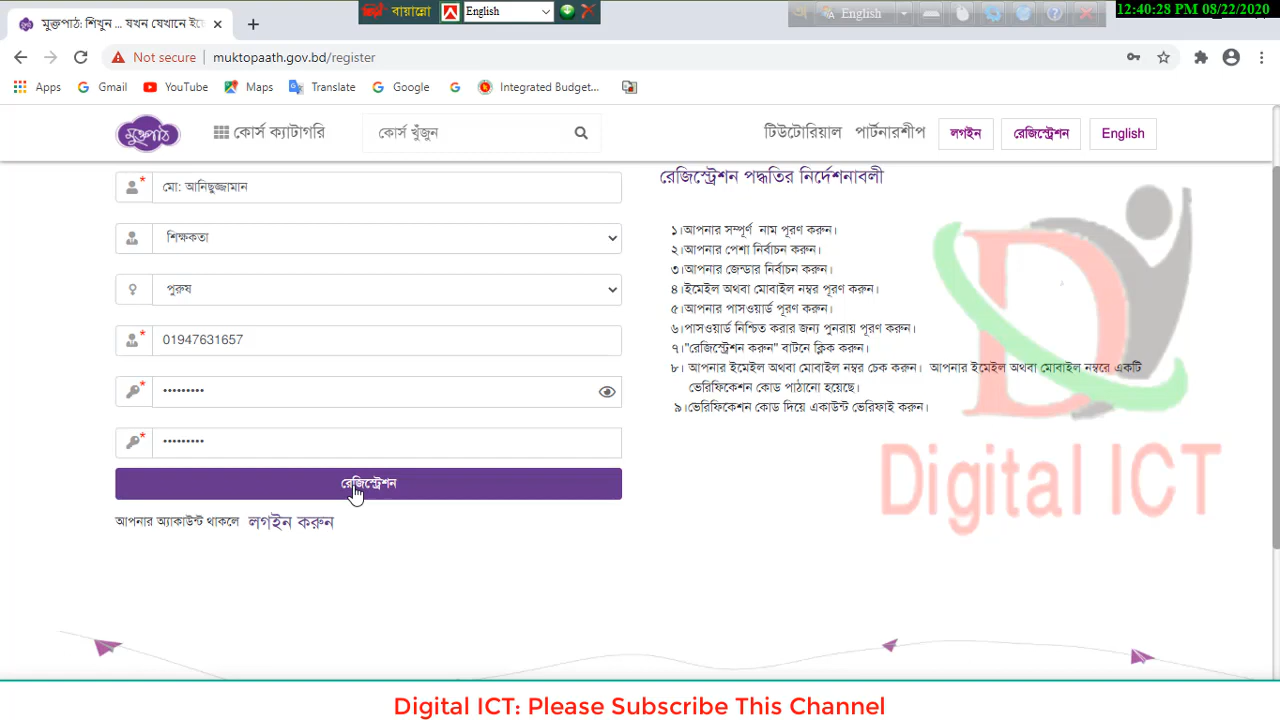 মুক্তপাঠ: শিখুন ... যখন যেখানে ইচ্ছে
বায়ান্নো
English
English
12:40:28 PM 08/22/2020
Not secure
muktopaath.gov.bd/register
Apps
Gmail
YouTube
Maps
Translate
Google
Integrated Budget...
মুক্তপাঠ
কোর্স ক্যাটাগরি
কোর্স খুঁজুন
টিউটোরিয়াল
পার্টনারশীপ
লগইন
রেজিস্ট্রেশন
English
মো: আনিছুজ্জামান
শিক্ষকতা
পুরুষ
01947631657
•••••••••
•••••••••
রেজিস্ট্রেশন
আপনার অ্যাকাউন্ট থাকলে লগইন করুন
রেজিস্ট্রেশন পদ্ধতির নির্দেশনাবলী
১।আপনার সম্পূর্ণ নাম পূরণ করুন।
২।আপনার পেশা নির্বাচন করুন।
৩।আপনার জেন্ডার নির্বাচন করুন।
৪।ইমেইল অথবা মোবাইল নম্বর পূরণ করুন।
৫।আপনার পাসওয়ার্ড পূরণ করুন।
৬।পাসওয়ার্ড নিশ্চিত করার জন্য পুনরায় পূরণ করুন।
৭।"রেজিস্ট্রেশন করুন" বাটনে ক্লিক করুন।
৮। আপনার ইমেইল অথবা মোবাইল নম্বর চেক করুন। আপনার ইমেইল অথবা মোবাইল নম্বরে একটি
ভেরিফিকেশন কোড পাঠানো হয়েছে।
৯।ভেরিফিকেশন কোড দিয়ে একাউন্ট ভেরিফাই করুন।
Digital ICT
Digital ICT: Please Subscribe This Channel